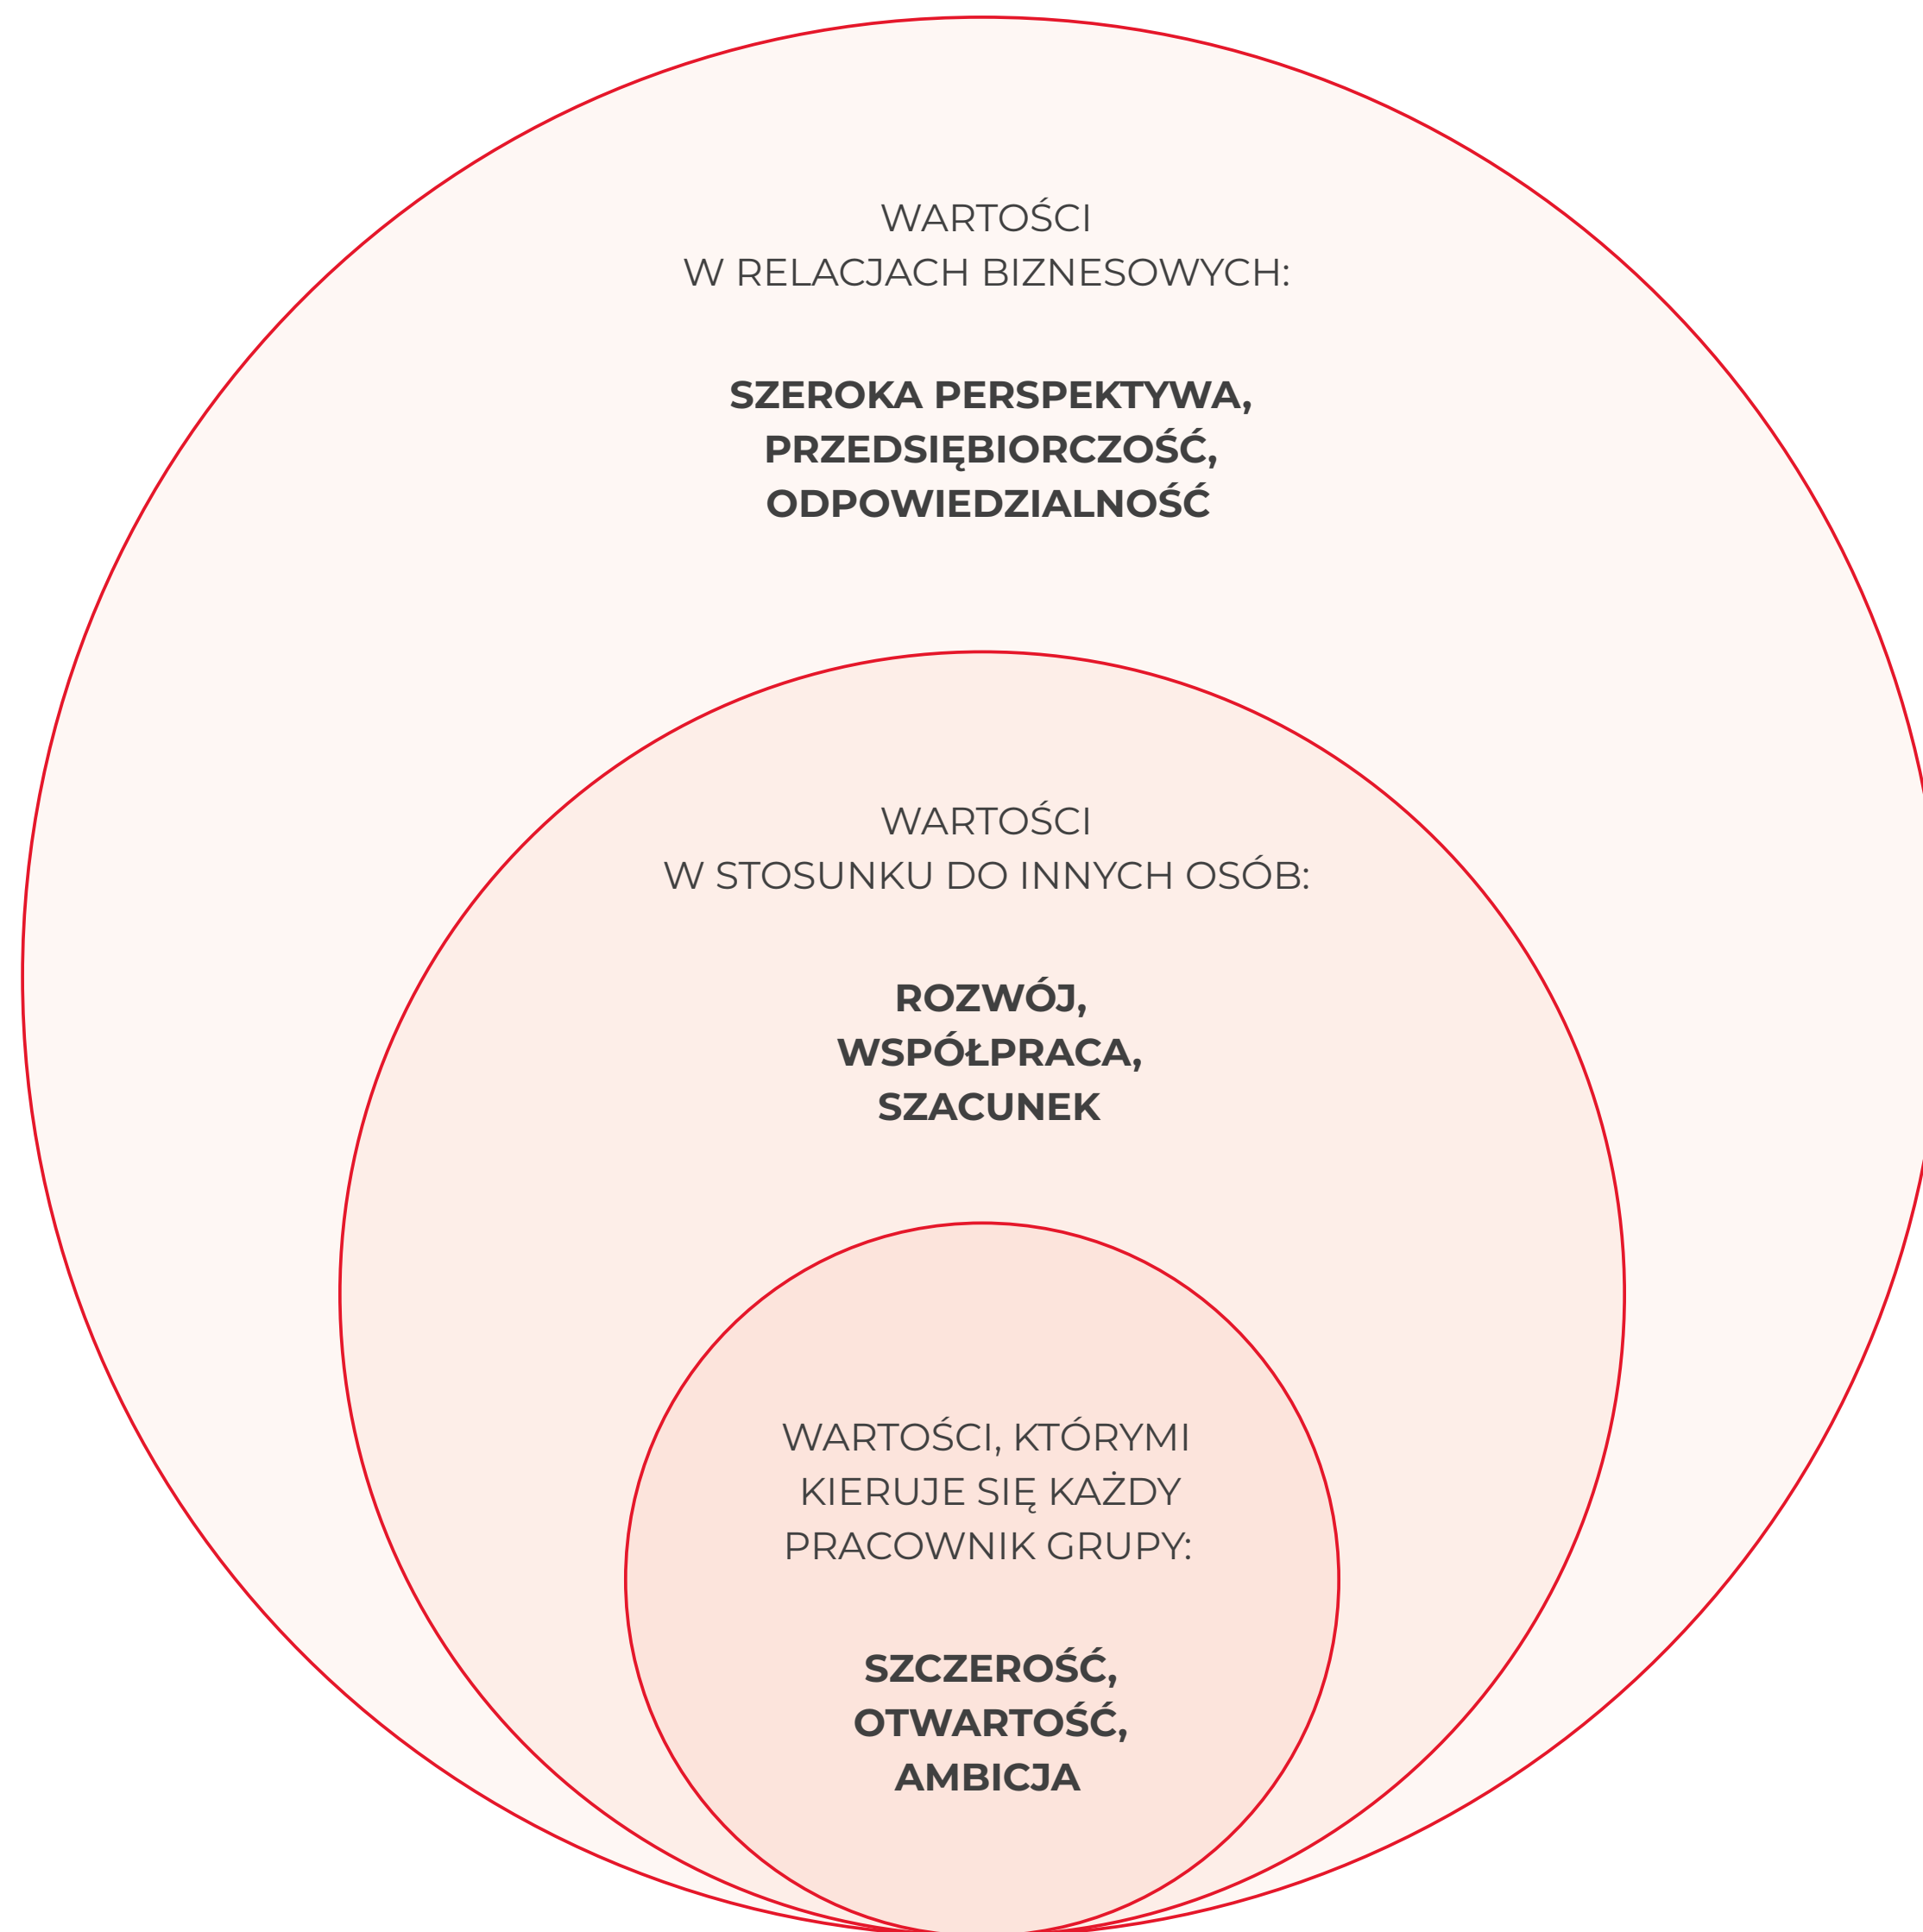 WARTOŚCI
W RELACJACH BIZNESOWYCH:
SZEROKA PERSPEKTYWA,
PRZEDSIĘBIORCZOŚĆ,
ODPOWIEDZIALNOŚĆ
WARTOŚCI
W STOSUNKU DO INNYCH OSÓB:
ROZWÓJ,
WSPÓŁPRACA,
SZACUNEK
WARTOŚCI, KTÓRYMI
KIERUJE SIĘ KAŻDY
PRACOWNIK GRUPY:
SZCZEROŚĆ,
OTWARTOŚĆ,
AMBICJA